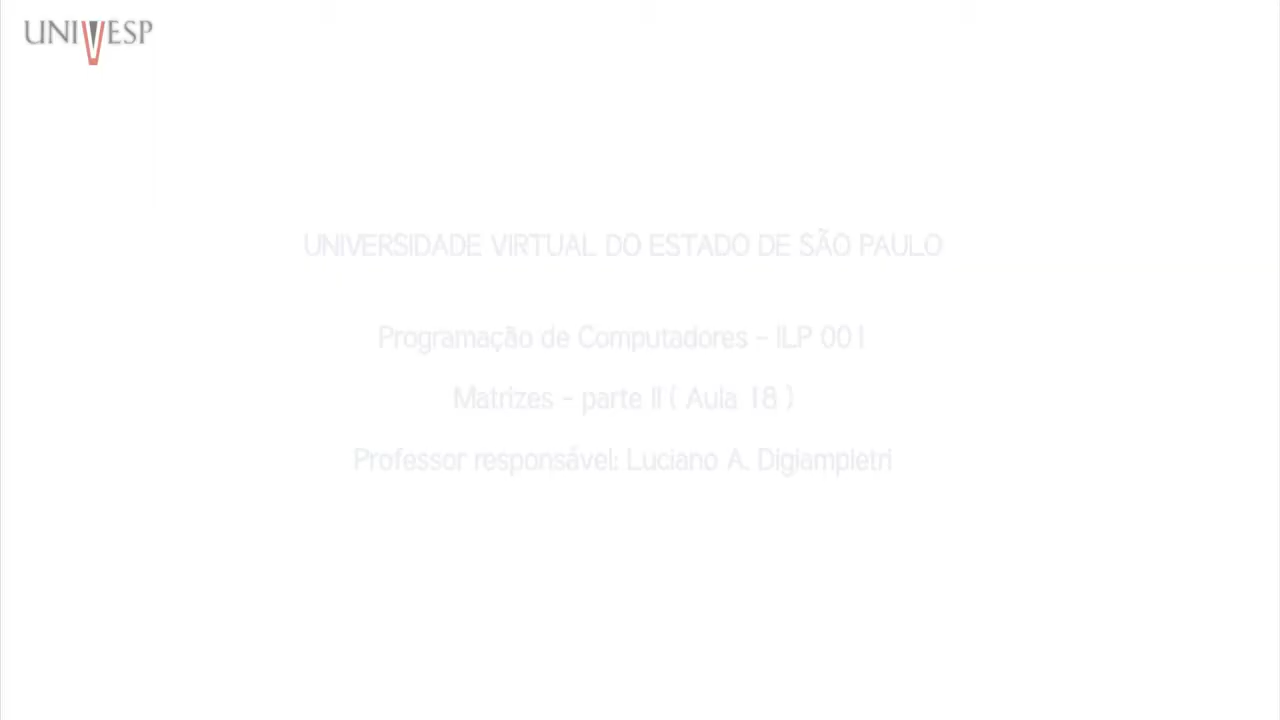 UNIVESP
UNIVERSIDADE VIRTUAL DO ESTADO DE SÃO PAULO
Programação de Computadores - ILP 001
Matrizes - parte II ( Aula 18 )
Professor responsável: Luciano A. Digiampietri